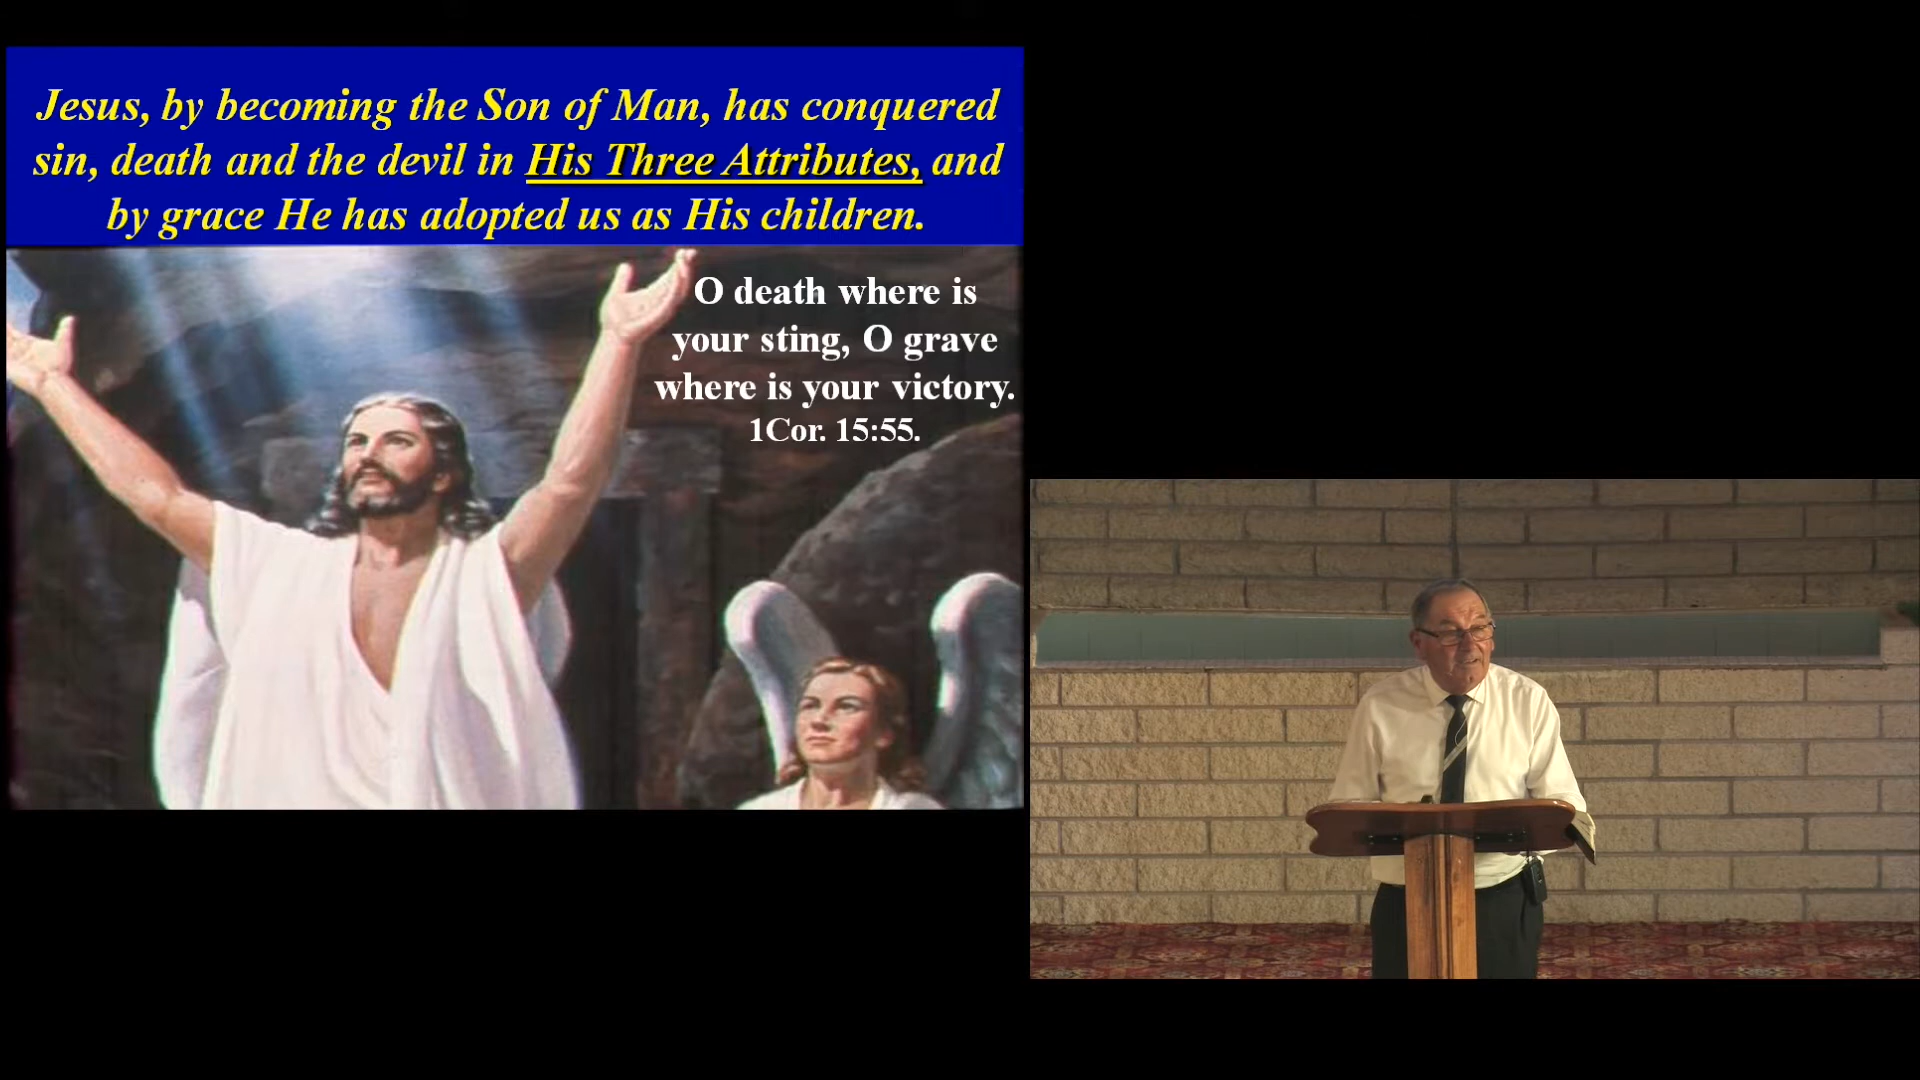 Jesus, by becoming the Son of Man, has conquered
sin, death and the devil in His Three Attributes, and
by grace He has adopted us as His children.
O death where is
your sting, O grave
where is your victory.
1Cor. 15:55.